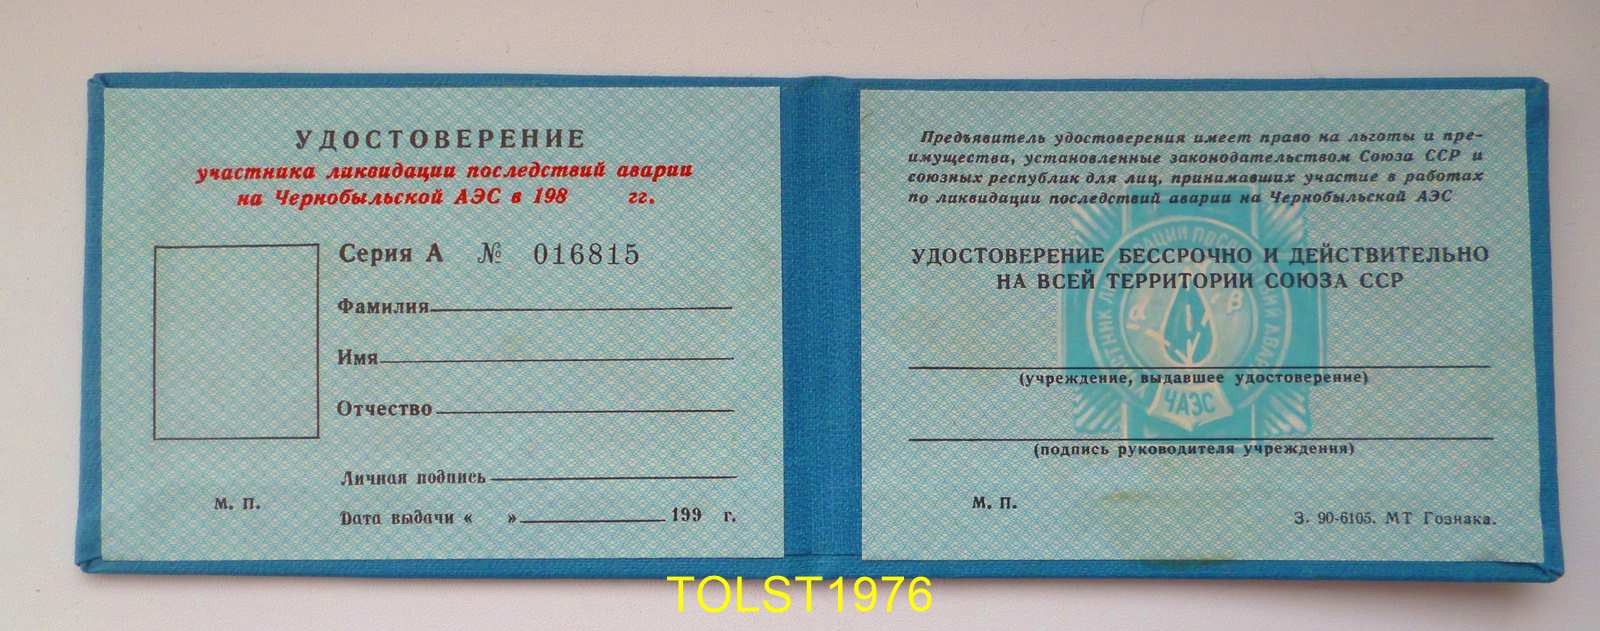 УДОСТОВЕРЕНИЕ
участника ликвидации последствий аварии
на Чернобыльской АЭС в 198 гг.
Серия А № 016815
Фамилия
Имя
Отчество
Личная подпись
М. П.
Дата выдачи « » 199 г.
Предъявитель удостоверения имеет право на льготы и пре-
имущества, установленные законодательством Союза ССР и
союзных республик для лиц, принимавших участие в работах
по ликвидации последствий аварии на Чернобыльской АЭС
УДОСТОВЕРЕНИЕ БЕССРОЧНО И ДЕЙСТВИТЕЛЬНО
НА ВСЕЙ ТЕРРИТОРИИ СОЮЗА ССР
α β
ЧАЭС
(учреждение, выдавшее удостоверение)
(подпись руководителя учреждения)
М. П.
З. 90-6105. МТ Гознака.
TOLST1976